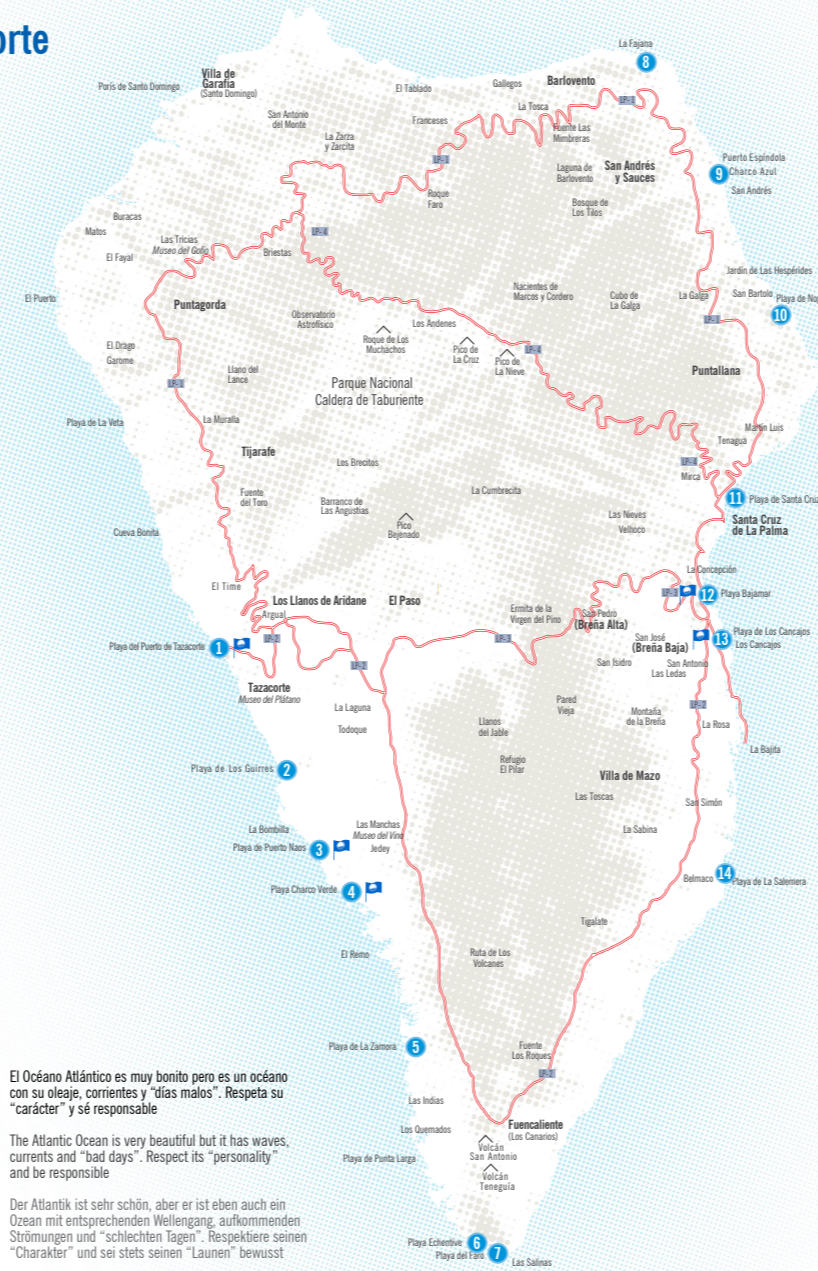 orte
La Fajana
8
Villa de
Garafía
(Santo Domingo)
Porís de Santo Domingo
El Tablado
Gallegos
Barlovento
San Antonio
del Monte
Franceses
La Tosca
LP-1
La Zarza
y Zarcita
Fuente Las
Mimbreras
LP-1
Laguna de
Barlovento
San Andrés
y Sauces
Puerto Espíndola
9
Charco Azul
San Andrés
Roque
Faro
Bosque de
Los Tilos
Buracas
Matos
Las Tricias
Museo del Gofio
El Fayal
LP-4
Briestas
Jardín de Las Hespérides
El Puerto
Puntagorda
Nacientes de
Marcos y Cordero
Cubo de
La Galga
La Galga
San Bartolo
Playa de
10
LP-1
Observatorio
Astrofísico
Los Andenes
Roque de Los
Muchachos
Pico de
La Cruz
Pico de
La Nieve
LP-4
El Drago
Garome
Llano del
Lance
LP-1
Parque Nacional
Caldera de Taburiente
Puntallana
Playa de La Veta
La Muralla
Martín Luis
Tenagua
Tijarafe
Los Brecitos
LP-4
Mirca
Fuente
del Toro
Barranco de
Las Angustias
La Cumbrecita
11
Playa de Santa Cruz
Cueva Bonita
Pico
Bejenado
Las Nieves
Velhoco
Santa Cruz
de La Palma
La Concepción
El Time
Los Llanos de Aridane
El Paso
LP-3
12
Playa Bajamar
Argual
Ermita de la
Virgen del Pino
San Pedro
(Breña Alta)
Playa del Puerto de Tazacorte
1
LP-2
LP-3
San José
(Breña Baja)
13
Playa de Los Cancajos
Los Cancajos
LP-2
San Isidro
San Antonio
Las Ledas
Tazacorte
Museo del Plátano
La Laguna
Pared
Vieja
LP-2
Todoque
Llanos
del Jable
Montaña
de la Breña
La Rosa
La Bajita
Playa de Los Guirres
2
Refugio
El Pilar
Villa de Mazo
Las Toscas
San Simón
La Bombilla
Las Manchas
Museo del Vino
Jedey
La Sabina
Playa de Puerto Naos
3
Playa Charco Verde
4
Belmaco
14
Playa de La Salemera
Tigalate
El Remo
Ruta de Los
Volcanes
Playa de La Zamora
5
Fuente
Los Roques
LP-2
Las Indias
Los Quemados
Fuencaliente
(Los Canarios)
Playa de Punta Larga
Volcán
San Antonio
Volcán
Teneguía
Playa Echentive
6
Playa del Faro
7
Las Salinas
El Océano Atlántico es muy bonito pero es un océano
con su oleaje, corrientes y “días malos”. Respeta su
“carácter” y sé responsable
The Atlantic Ocean is very beautiful but it has waves,
currents and “bad days”. Respect its “personality”
and be responsible
Der Atlantik ist sehr schön, aber er ist eben auch ein
Ozean mit entsprechenden Wellengang, aufkommenden
Strömungen und “schlechten Tagen”. Respektiere seinen
“Charakter” und sei stets seinen “Launen” bewusst